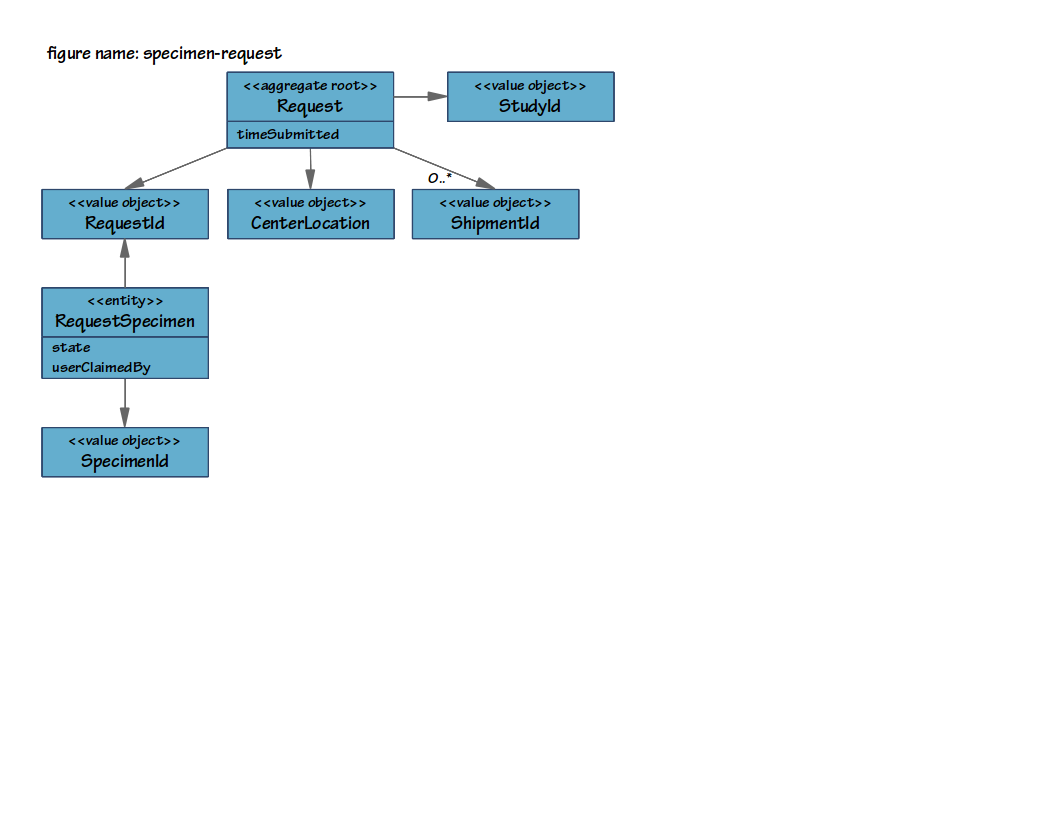 figure name: specimen-request
<<aggregate root>>
Request
timeSubmitted
<<value object>>
StudyId
0..*
<<value object>>
RequestId
<<value object>>
CenterLocation
<<value object>>
ShipmentId
<<entity>>
RequestSpecimen
state
userClaimedBy
<<value object>>
SpecimenId